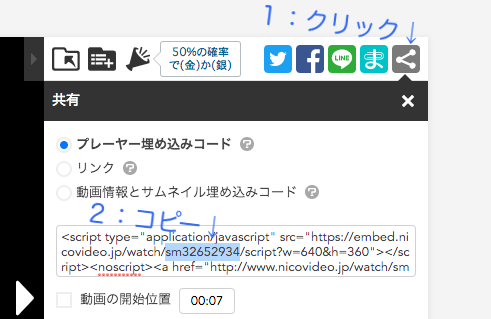 1：クリック↓
50%の確率
で(金)か(銀)
LINE
ま
共有
プレーヤー埋め込みコード ?
リンク ?
動画情報とサムネイル埋め込みコード ?
2：コピー↓
<script type="application/javascript" src="https://embed.ni
covideo.jp/watch/sm32652934/script?w=640&h=360"></sc
ript><noscript><a href="http://www.nicovideo.jp/watch/sm
動画の開始位置 00:07